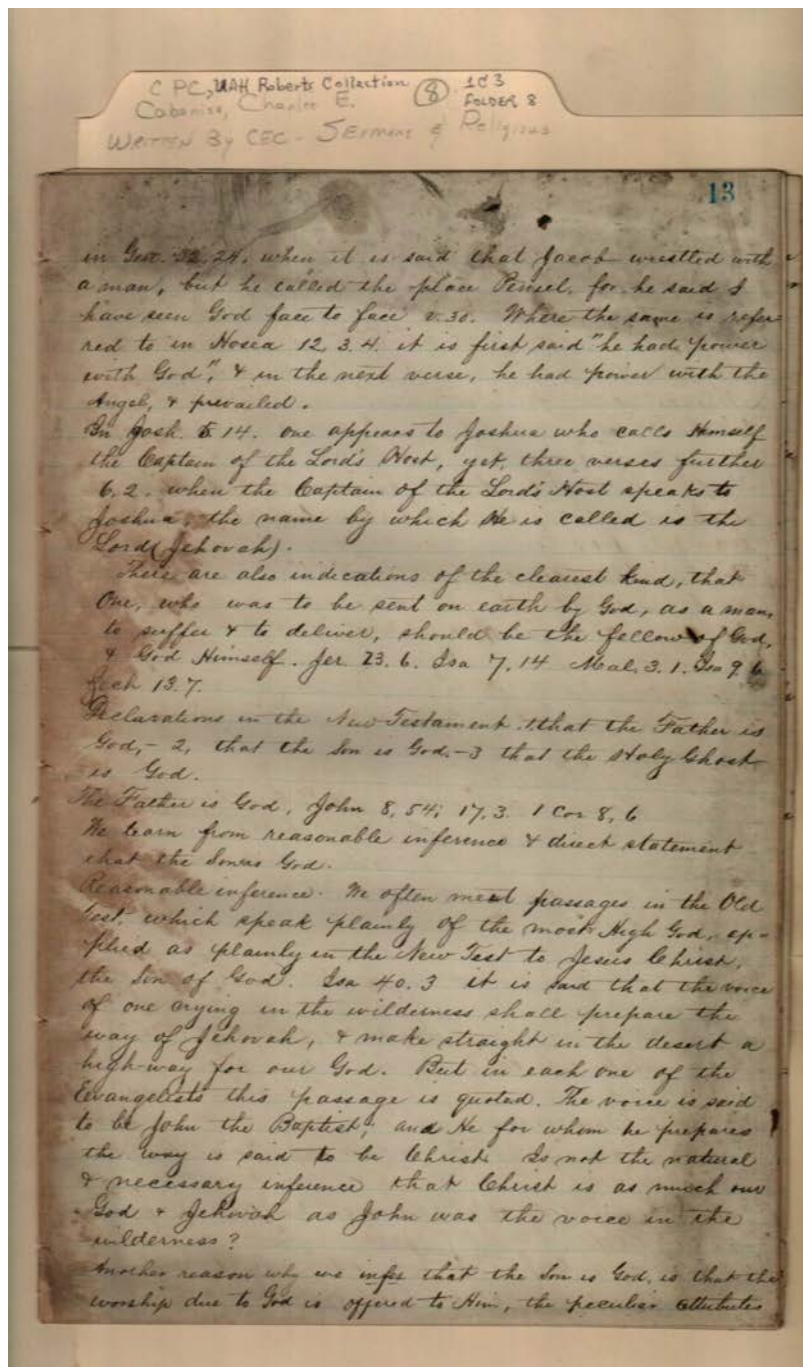 C PC, UAH Roberts Collection 8 1 C 3
Cabaniss, Charles E. FOLDER 8
WRITTEN By CEC - SERMONS & Religious
13
in Gen. 32, 24, when it is said that Jacob wrestled with
a man, but he called the place Peniel, for he said I
have seen God face to face v. 30. Where the same is refer
red to in Hosea 12, 3. 4. it is first said "he had power
with God", & in the next verse, he had power with the
Angel, & prevailed.
In Josh. 5 14. one appears to Joshua who calls Himself
the Captain of the Lord's Host, yet, three verses further
6, 2. when the Captain of the Lord's Host speaks to
Joshua, the name by which He is called is the
Lord (Jehovah).
There are also indications of the clearest kind, that
One, who was to be sent on earth by God, as a man,
to suffer & to deliver, should be the fellow of God,
& God Himself. Jer. 23. 6. Isa 7. 14 Mal. 3. 1. Isa 9. 6
Zech 13. 7.
Declarations in the New Testament. 1. that the Father is
God,- 2, that the Son is God.-3 that the Holy Ghost
is God.
The Father is God, John 8, 54; 17. 3. 1 Cor 8, 6
We learn from reasonable inference & direct statement
that the Son is God.
Reasonable inference. We often meet passages in the Old
Test. which speak plainly of the most High God, ap-
plied as plainly in the New Test to Jesus Christ,
the Son of God. Isa 40. 3 it is said that the voice
of one crying in the wilderness shall prepare the
way of Jehovah, & make straight in the desert a
high-way for our God. But in each one of the
Evangelists this passage is quoted. The voice is said
to be John the Baptist; and He for whom he prepares
the way is said to be Christ. Is not the natural
& necessary inference that Christ is as much our
God & Jehovah as John was the voice in the
wilderness?
Another reason why we infer that the Son is God, is that the
worship due to God is offered to Him, the peculiar attributes